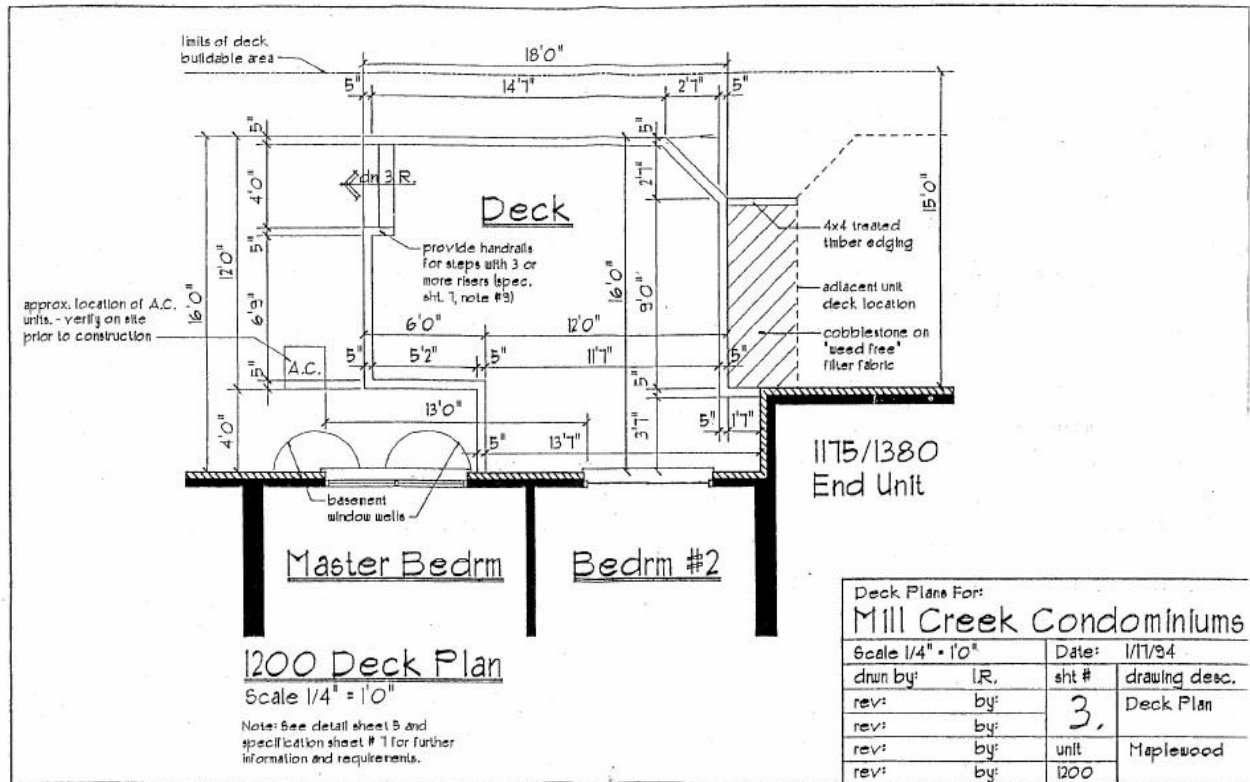 limits of deck
buildable area
18'0"
5" 14'7" 2'7" 5"
5"
4'0"
5"
6'9"
5"
12'0"
16'0"
4'0"
dn 3 R.
Deck
provide handrails
for steps with 3 or
more risers (spec.
sht. 7, note #9)
16'0"
5"
2'7"
9'0"
5"
3'7"
15'0"
4x4 treated
timber edging
adjacent unit
deck location
cobblestone on
"weed free"
filter fabric
approx. location of A.C.
units. - verify on site
prior to construction
A.C.
6'0" 12'0"
5" 5'2" 5" 11'7" 5"
13'0"
5" 1'7"
5" 13'7"
basement
window wells
1175/1380
End Unit
Master Bedrm
Bedrm #2
1200 Deck Plan
Scale 1/4" = 1'0"
Note: See detail sheet 5 and
specification sheet # 7 for further
information and requirements.
Deck Plans For:
Mill Creek Condominiums
Scale 1/4" = 1'0" Date: 1/17/94
drwn by: I.R. sht # drawing desc.
rev: by: 3. Deck Plan
rev: by:
rev: by: unit Maplewood
rev: by: 1200